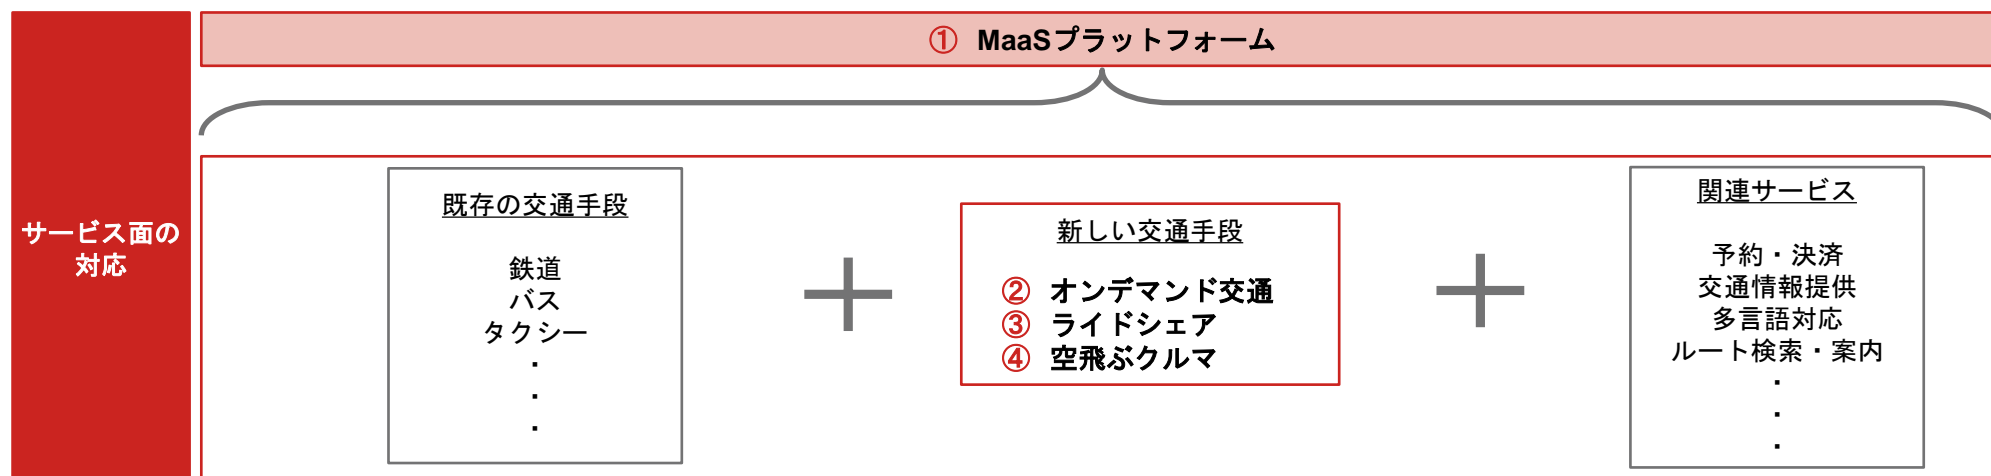 サービス面の
対応
① MaaSプラットフォーム
既存の交通手段
鉄道
バス
タクシー
・
・
・
新しい交通手段
② オンデマンド交通
③ ライドシェア
④ 空飛ぶクルマ
関連サービス
予約・決済
交通情報提供
多言語対応
ルート検索・案内
・
・
・